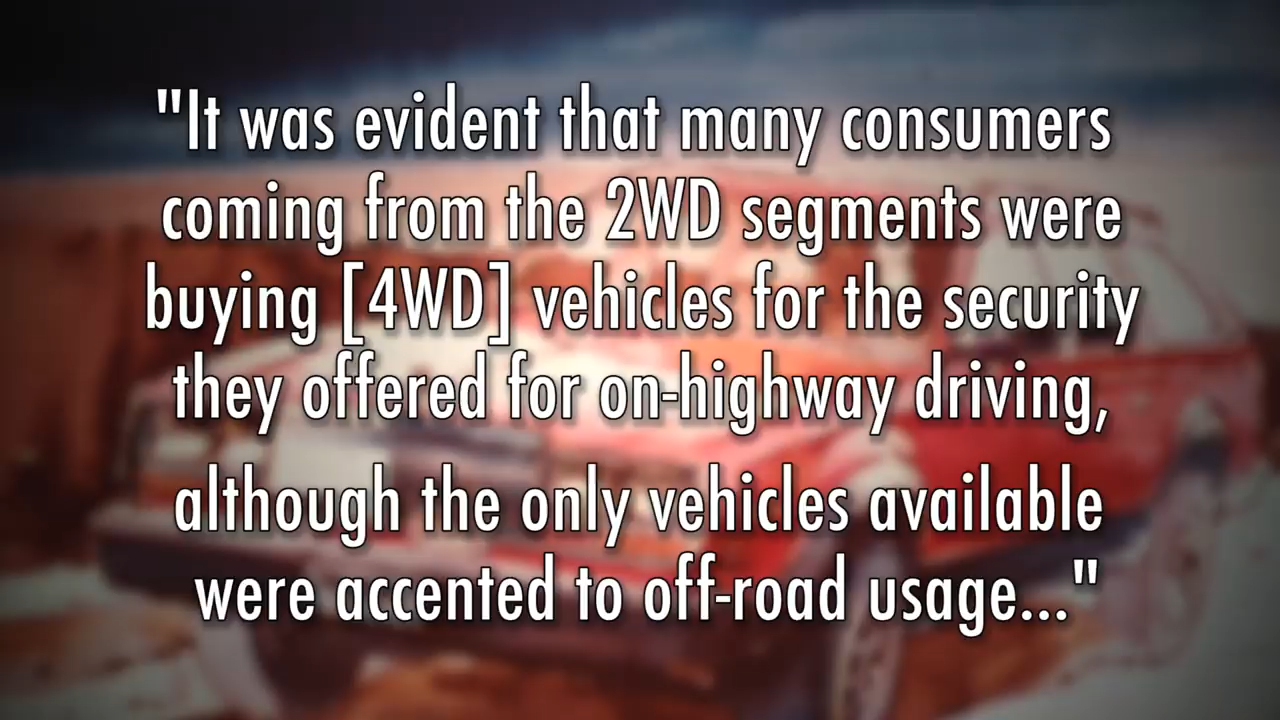 "It was evident that many consumers
coming from the 2WD segments were
buying [4WD] vehicles for the security
they offered for on-highway driving,
although the only vehicles available
were accented to off-road usage..."